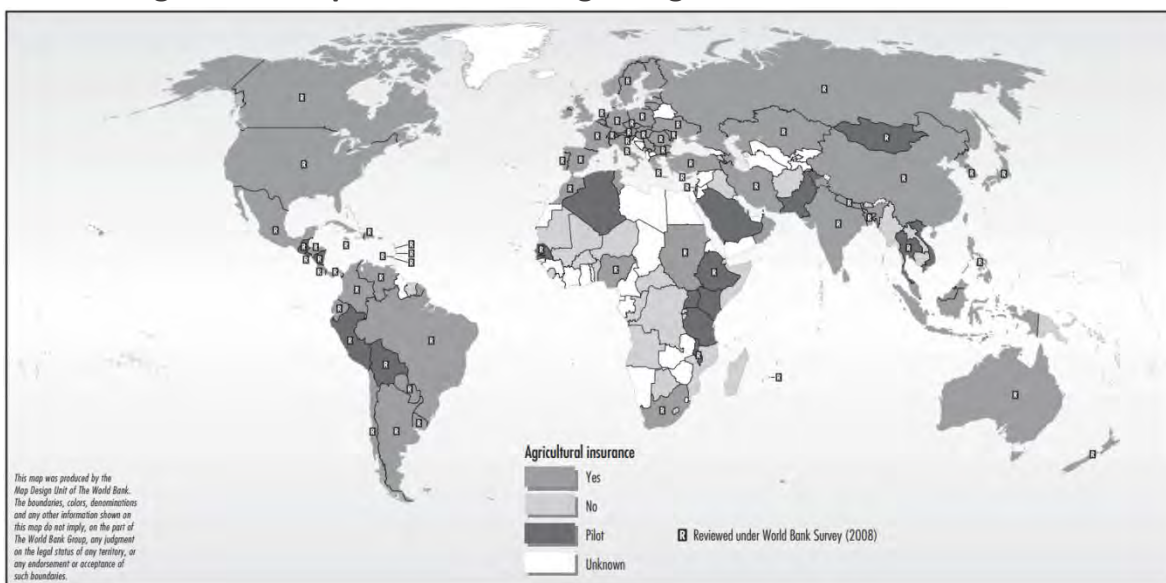 This map was produced by the
Map Design Unit of The World Bank.
The boundaries, colors, denominations
and any other information shown on
this map do not imply, on the part of
The World Bank Group, any judgment
on the legal status of any territory, or
any endorsement or acceptance of
such boundaries.
Agricultural insurance
Yes
No
Pilot
Unknown
R Reviewed under World Bank Survey (2008)